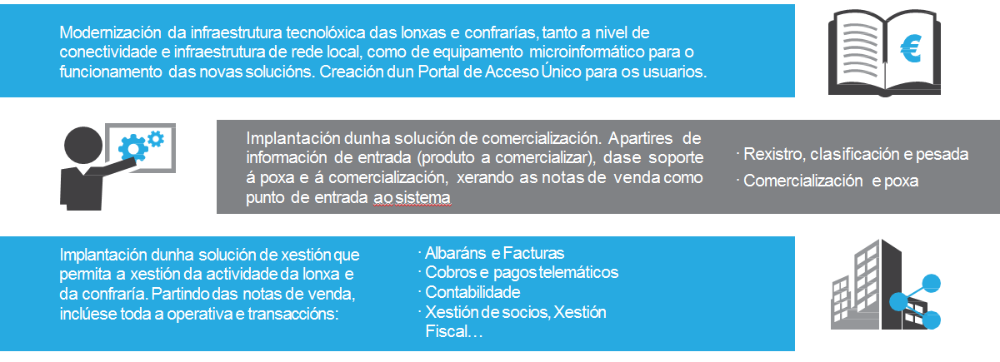 Modernización da infraestrutura tecnolóxica das lonxas e confrarías, tanto a nivel de
conectividade e infraestrutura de rede local, como de equipamento microinformático para o
funcionamento das novas solucións. Creación dun Portal de Acceso Único para os usuarios.
€
Implantación dunha solución de comercialización. Apartires de
información de entrada (produto a comercializar), dase soporte
á poxa e á comercialización, xerando as notas de venda como
punto de entrada ao sistema
· Rexistro, clasificación e pesada
· Comercialización e poxa
Implantación dunha solución de xestión que
permita a xestión da actividade da lonxa e
da confraría. Partindo das notas de venda,
inclúese toda a operativa e transaccións:
· Albaráns e Facturas
· Cobros e pagos telemáticos
· Contabilidade
· Xestión de socios, Xestión
Fiscal…